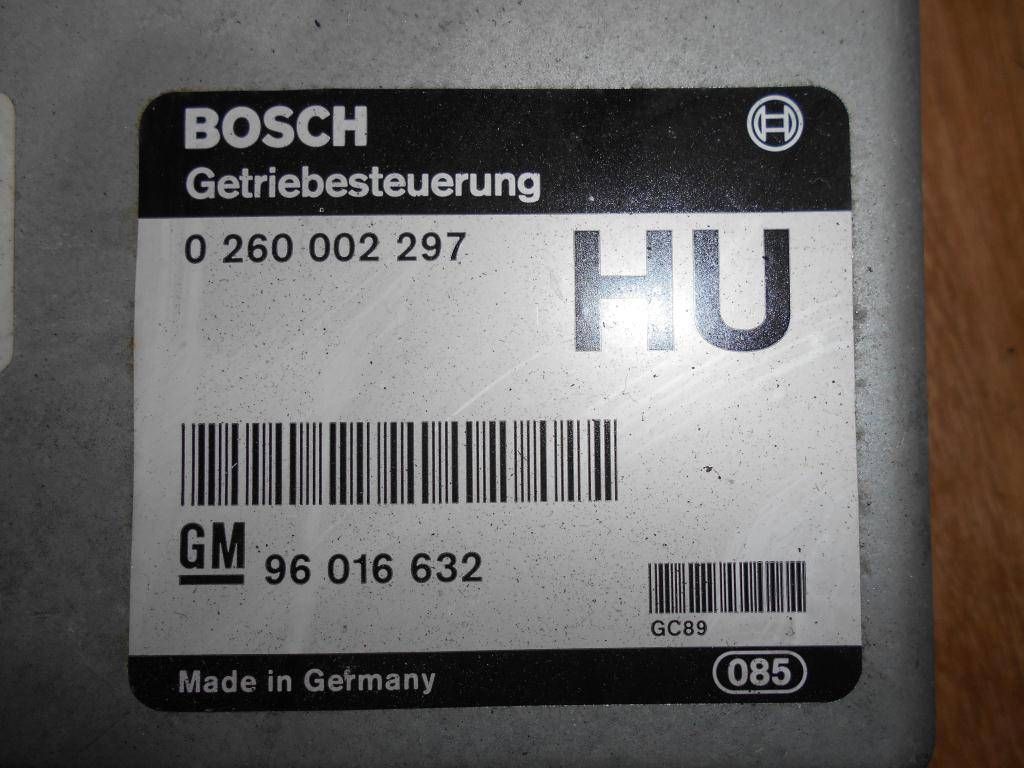 BOSCH
Getriebesteuerung
0 260 002 297
HU
GM 96 016 632
GC89
Made in Germany
085